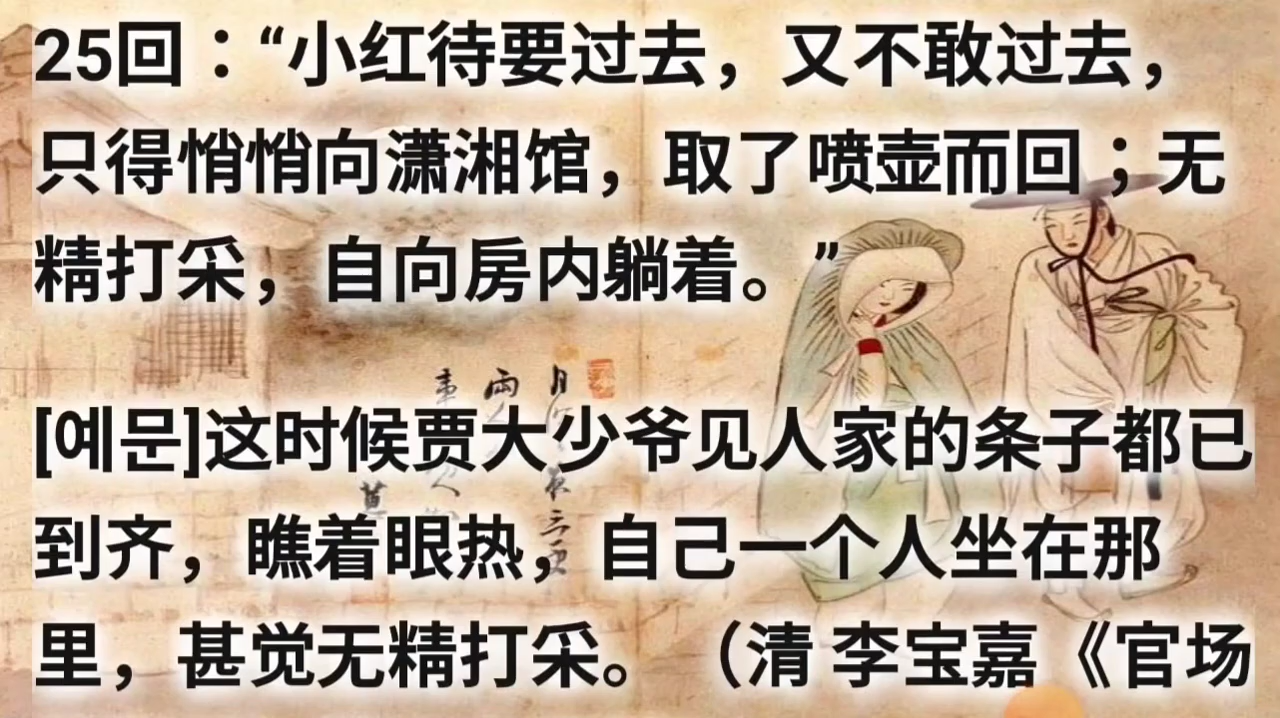 25回：“小红待要过去，又不敢过去，
只得悄悄向潇湘馆，取了喷壶而回；无
精打采，自向房内躺着。”
[예문]这时候贾大少爷见人家的条子都已
到齐，瞧着眼热，自己一个人坐在那
里，甚觉无精打采。（清 李宝嘉《官场